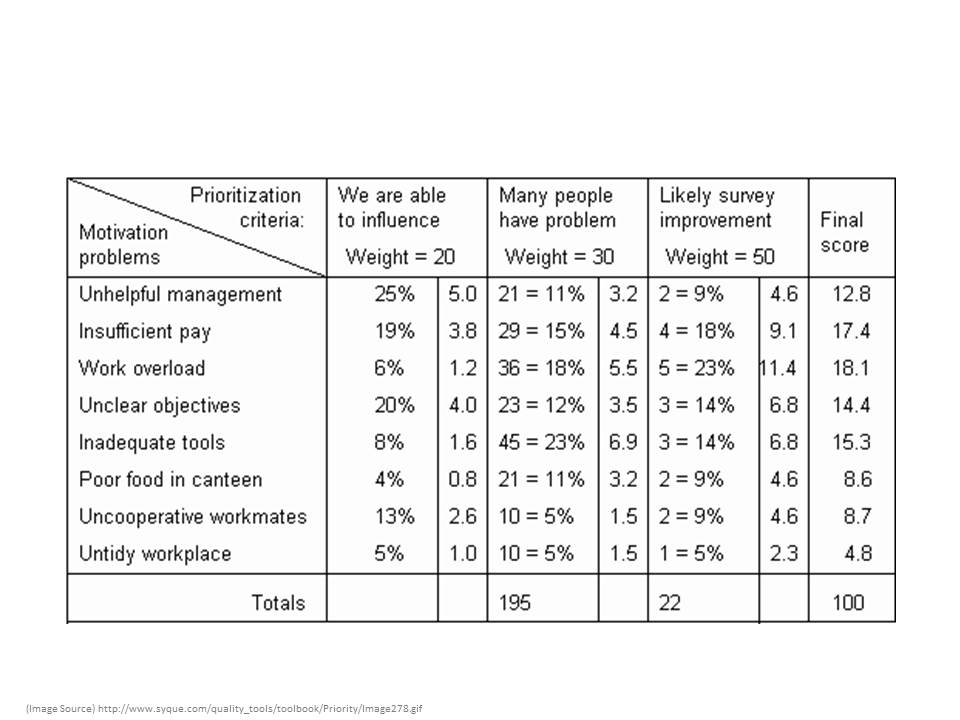 Prioritization criteria: We are able to influence Many people have problem Likely survey improvement Final score
Motivation problems Weight = 20 Weight = 30 Weight = 50
Unhelpful management 25% 5.0 21 = 11% 3.2 2 = 9% 4.6 12.8
Insufficient pay 19% 3.8 29 = 15% 4.5 4 = 18% 9.1 17.4
Work overload 6% 1.2 36 = 18% 5.5 5 = 23% 11.4 18.1
Unclear objectives 20% 4.0 23 = 12% 3.5 3 = 14% 6.8 14.4
Inadequate tools 8% 1.6 45 = 23% 6.9 3 = 14% 6.8 15.3
Poor food in canteen 4% 0.8 21 = 11% 3.2 2 = 9% 4.6 8.6
Uncooperative workmates 13% 2.6 10 = 5% 1.5 2 = 9% 4.6 8.7
Untidy workplace 5% 1.0 10 = 5% 1.5 1 = 5% 2.3 4.8
Totals 195 22 100
(Image Source) http://www.syque.com/quality_tools/toolbook/Priority/Image278.gif